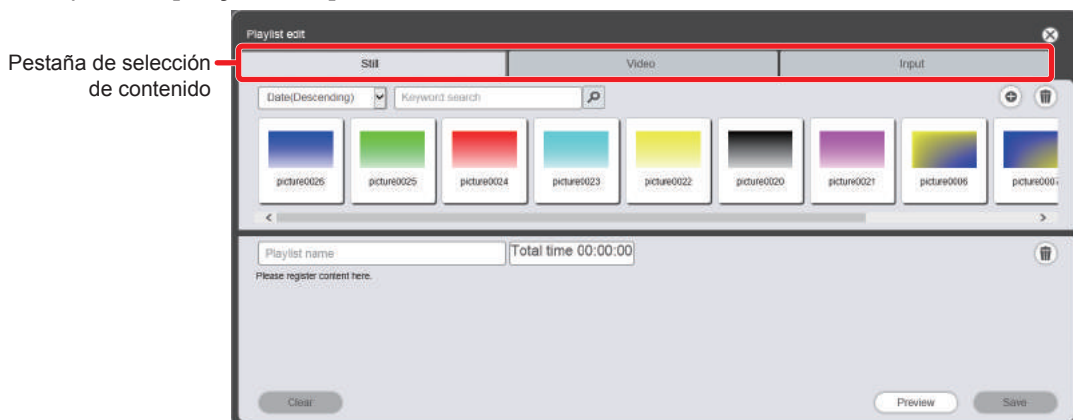 Playlist edit
Pestaña de selección
de contenido
Still Video Input
Date(Descending) Keyword search
picture0026 picture0025 picture0024 picture0023 picture0022 picture0020 picture0021 picture0006 picture0007
Playlist name Total time 00:00:00
Please register content here.
Clear Preview Save